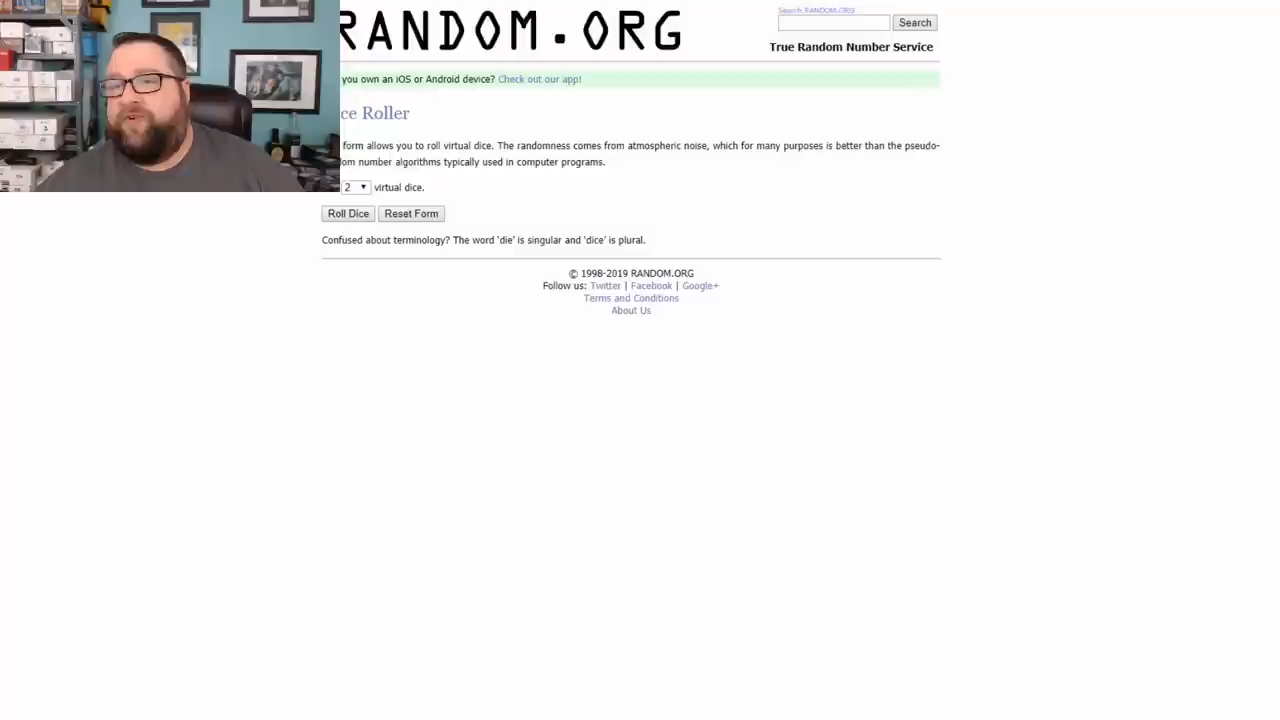 RANDOM.ORG
Search RANDOM.ORG
Search
True Random Number Service
you own an iOS or Android device? Check out our app!
ce Roller
form allows you to roll virtual dice. The randomness comes from atmospheric noise, which for many purposes is better than the pseudo-
om number algorithms typically used in computer programs.
2 virtual dice.
Roll Dice Reset Form
Confused about terminology? The word ‘die’ is singular and ‘dice’ is plural.
© 1998-2019 RANDOM.ORG
Follow us: Twitter | Facebook | Google+
Terms and Conditions
About Us